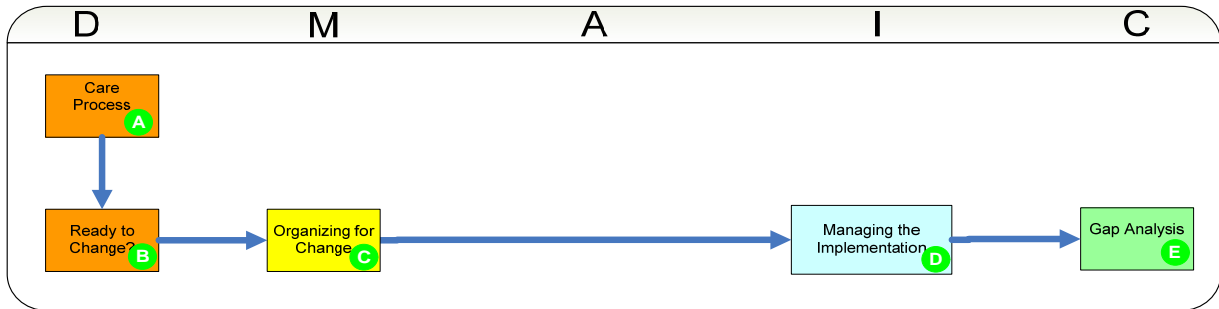 D M A I C
Care
Process
A
Ready to
Change?
B
Organizing for
Change
C
Managing the
Implementation
D
Gap Analysis
E